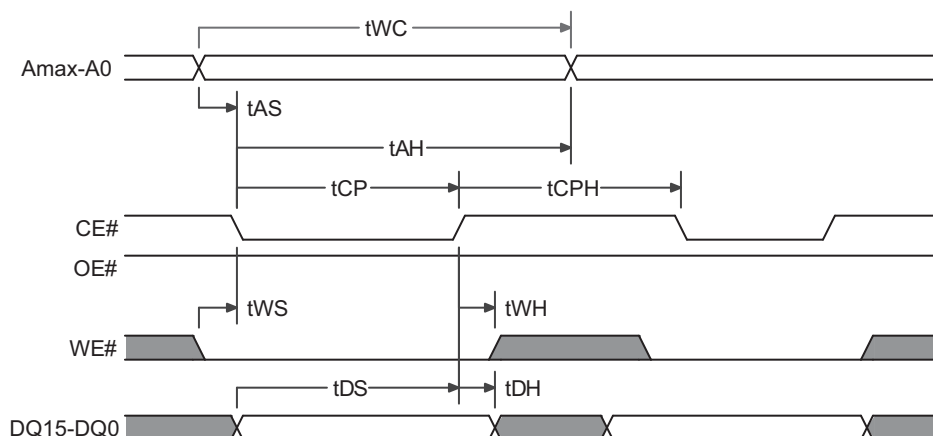 tWC
Amax-A0
tAS
tAH
tCP tCPH
CE#
OE#
tWS tWH
WE#
tDS tDH
DQ15-DQ0